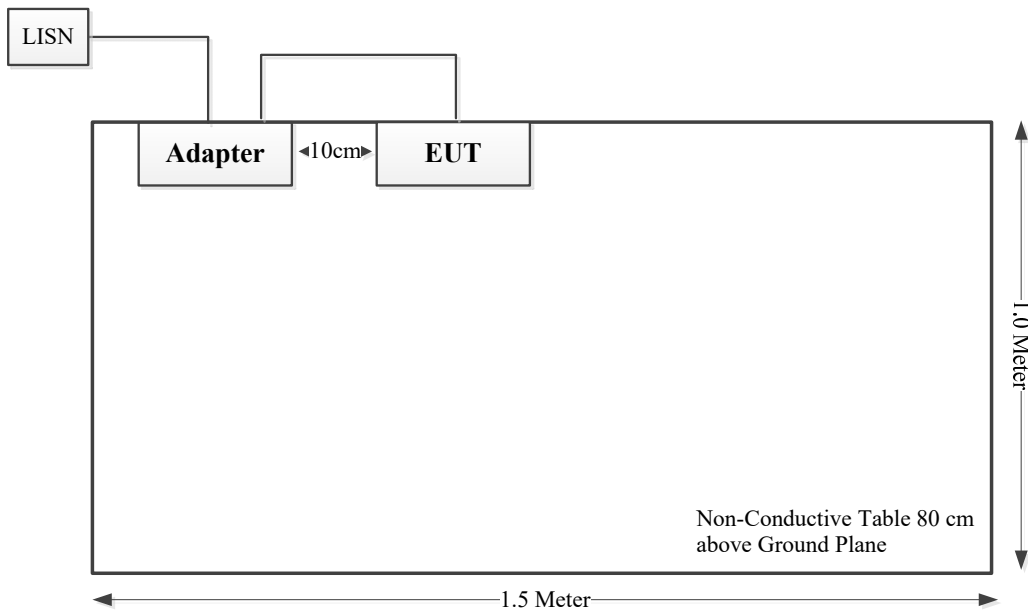 LISN
Adapter
10cm
EUT
1.0 Meter
Non-Conductive Table 80 cm
above Ground Plane
1.5 Meter